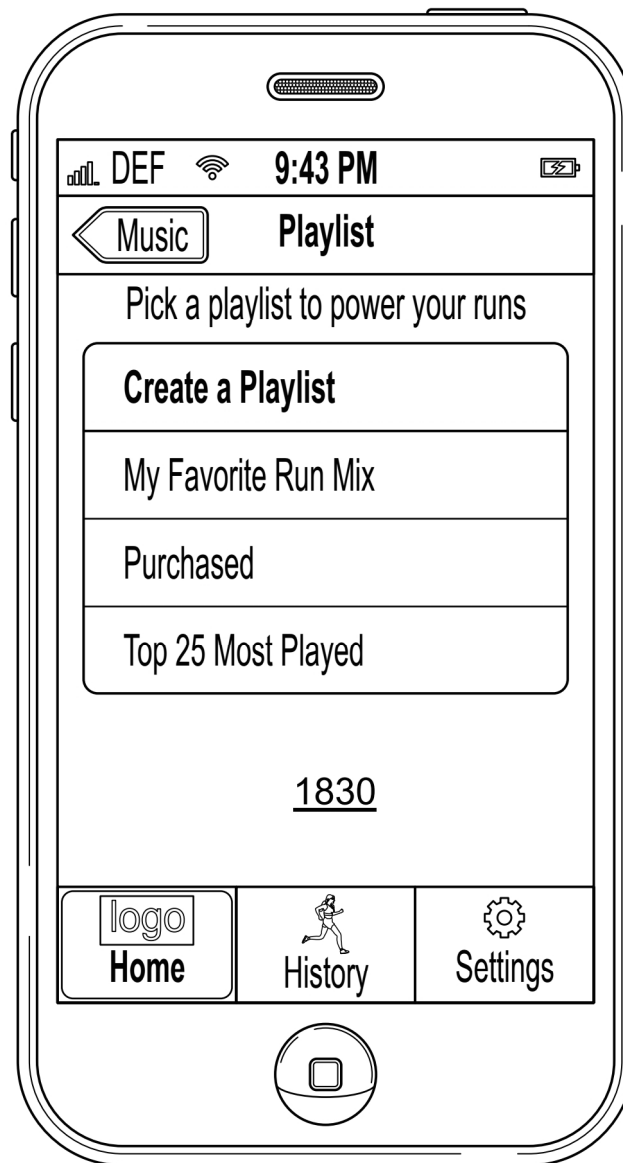 DEF 9:43 PM
Music Playlist
Pick a playlist to power your runs
Create a Playlist
My Favorite Run Mix
Purchased
Top 25 Most Played
1830
logo
Home History Settings